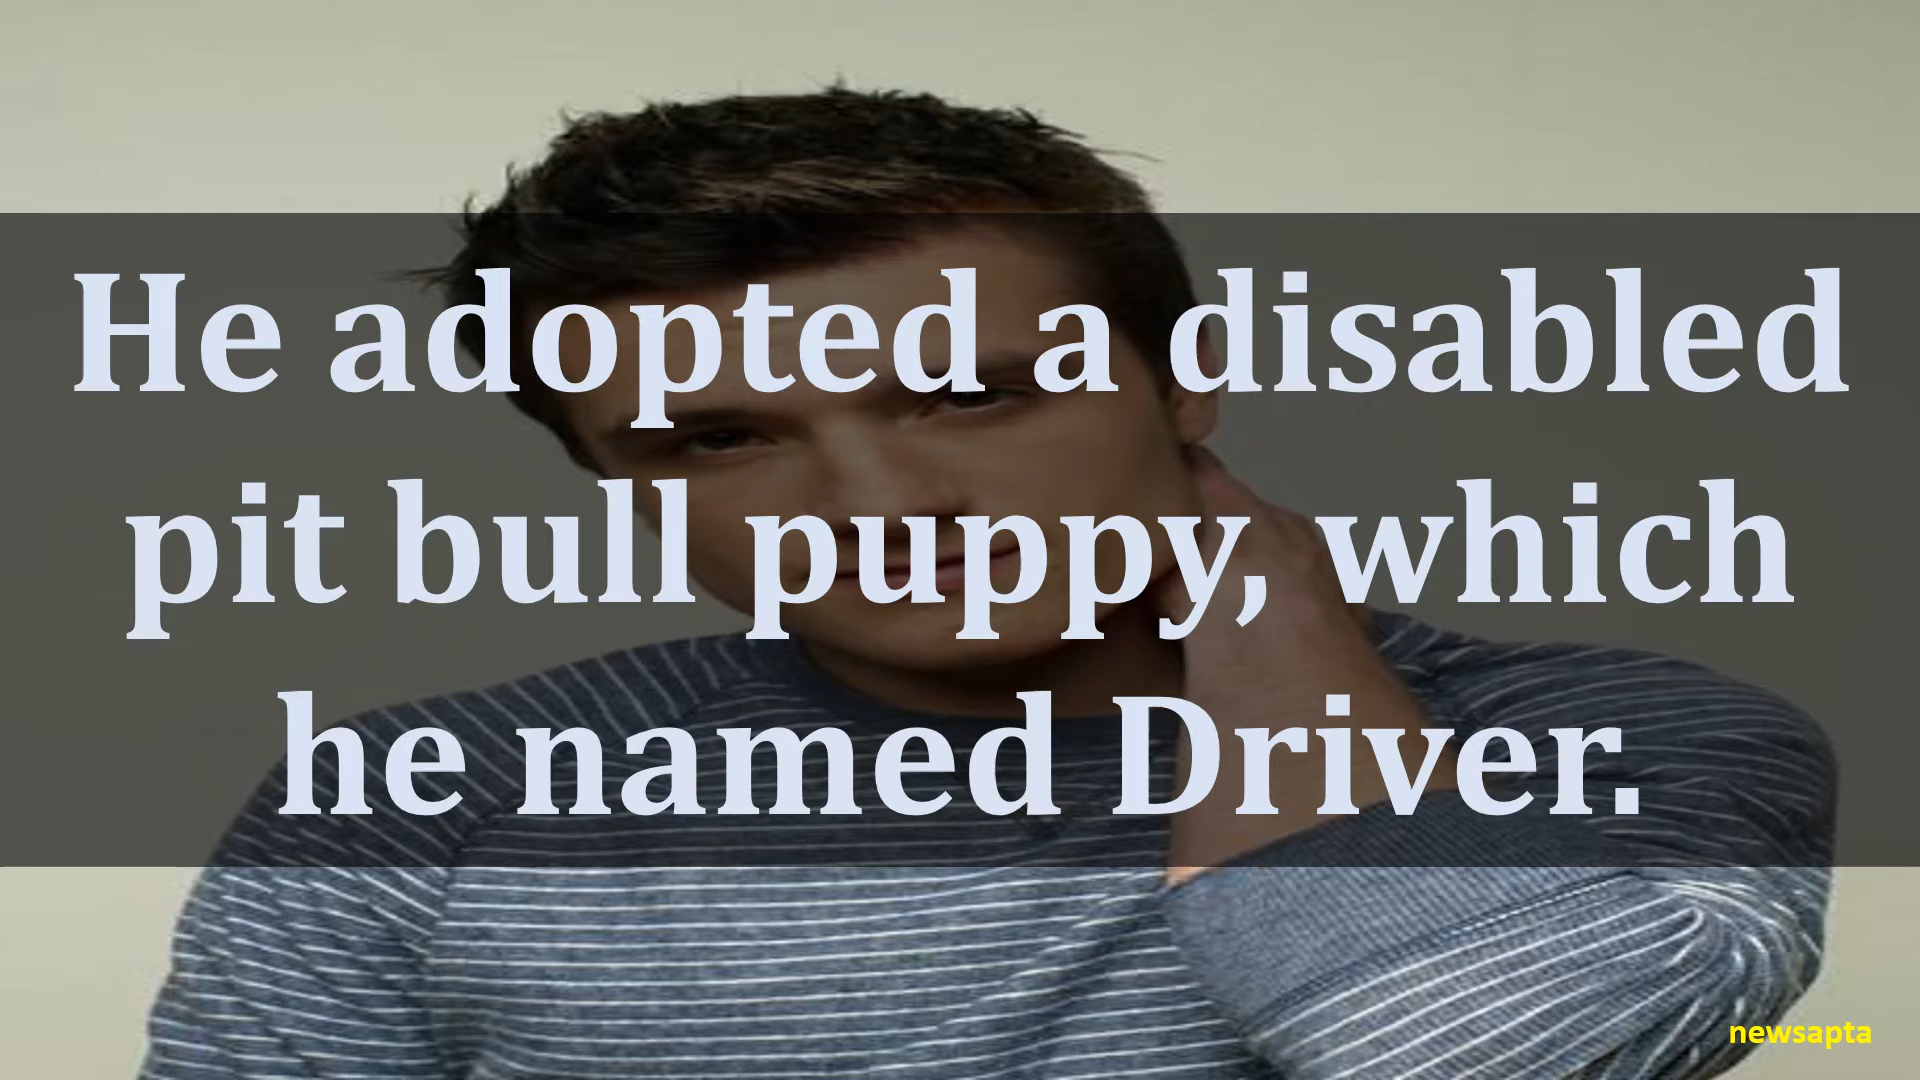 He adopted a disabled
pit bull puppy, which
he named Driver.
newsapta